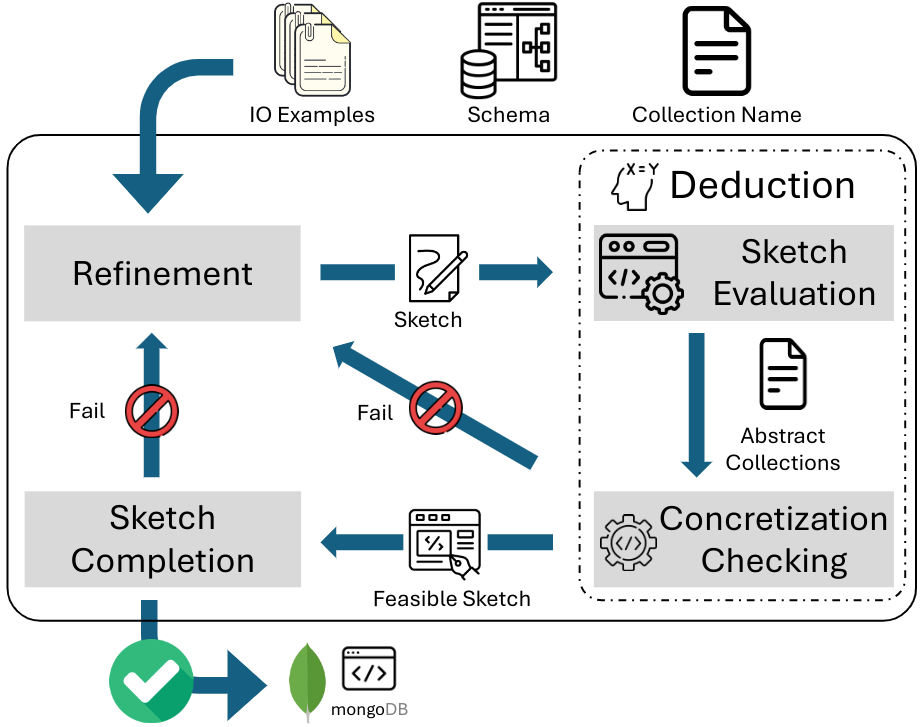 IO Examples
Schema
Collection Name
X=Y
Deduction
Refinement
Sketch
Sketch
Evaluation
Fail
Fail
Abstract
Collections
Sketch
Completion
Feasible Sketch
Concretization
Checking
mongoDB